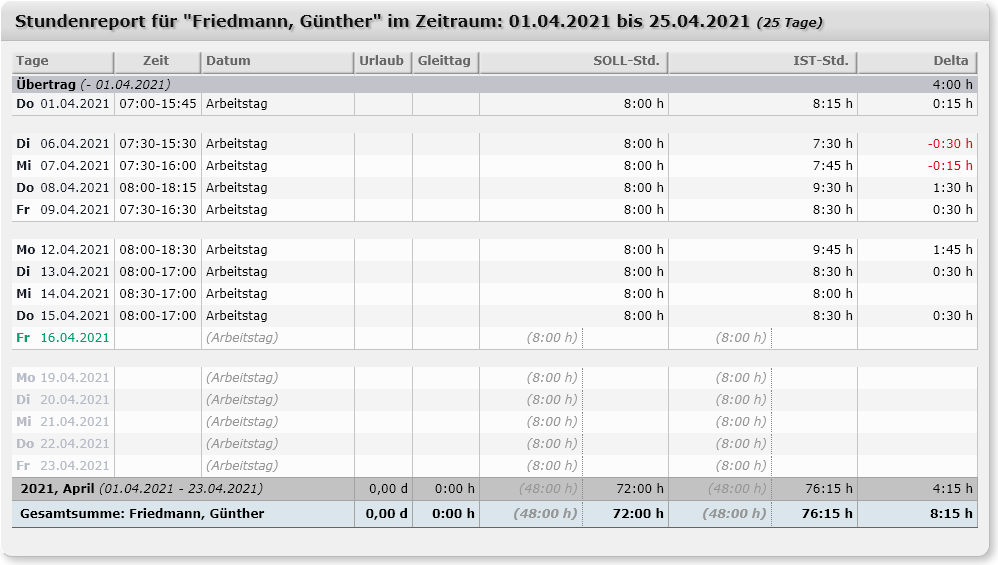 Stundenreport für "Friedmann, Günther" im Zeitraum: 01.04.2021 bis 25.04.2021 (25 Tage)
Tage Zeit Datum Urlaub Gleittag SOLL-Std. IST-Std. Delta
Übertrag (- 01.04.2021) 4:00 h
Do 01.04.2021 07:00-15:45 Arbeitstag 8:00 h 8:15 h 0:15 h
Di 06.04.2021 07:30-15:30 Arbeitstag 8:00 h 7:30 h -0:30 h
Mi 07.04.2021 07:30-16:00 Arbeitstag 8:00 h 7:45 h -0:15 h
Do 08.04.2021 08:00-18:15 Arbeitstag 8:00 h 9:30 h 1:30 h
Fr 09.04.2021 07:30-16:30 Arbeitstag 8:00 h 8:30 h 0:30 h
Mo 12.04.2021 08:00-18:30 Arbeitstag 8:00 h 9:45 h 1:45 h
Di 13.04.2021 08:00-17:00 Arbeitstag 8:00 h 8:30 h 0:30 h
Mi 14.04.2021 08:30-17:00 Arbeitstag 8:00 h 8:00 h
Do 15.04.2021 08:00-17:00 Arbeitstag 8:00 h 8:30 h 0:30 h
Fr 16.04.2021 (Arbeitstag) (8:00 h) (8:00 h)
Mo 19.04.2021 (Arbeitstag) (8:00 h) (8:00 h)
Di 20.04.2021 (Arbeitstag) (8:00 h) (8:00 h)
Mi 21.04.2021 (Arbeitstag) (8:00 h) (8:00 h)
Do 22.04.2021 (Arbeitstag) (8:00 h) (8:00 h)
Fr 23.04.2021 (Arbeitstag) (8:00 h) (8:00 h)
2021, April (01.04.2021 - 23.04.2021) 0,00 d 0:00 h (48:00 h) 72:00 h (48:00 h) 76:15 h 4:15 h
Gesamtsumme: Friedmann, Günther 0,00 d 0:00 h (48:00 h) 72:00 h (48:00 h) 76:15 h 8:15 h